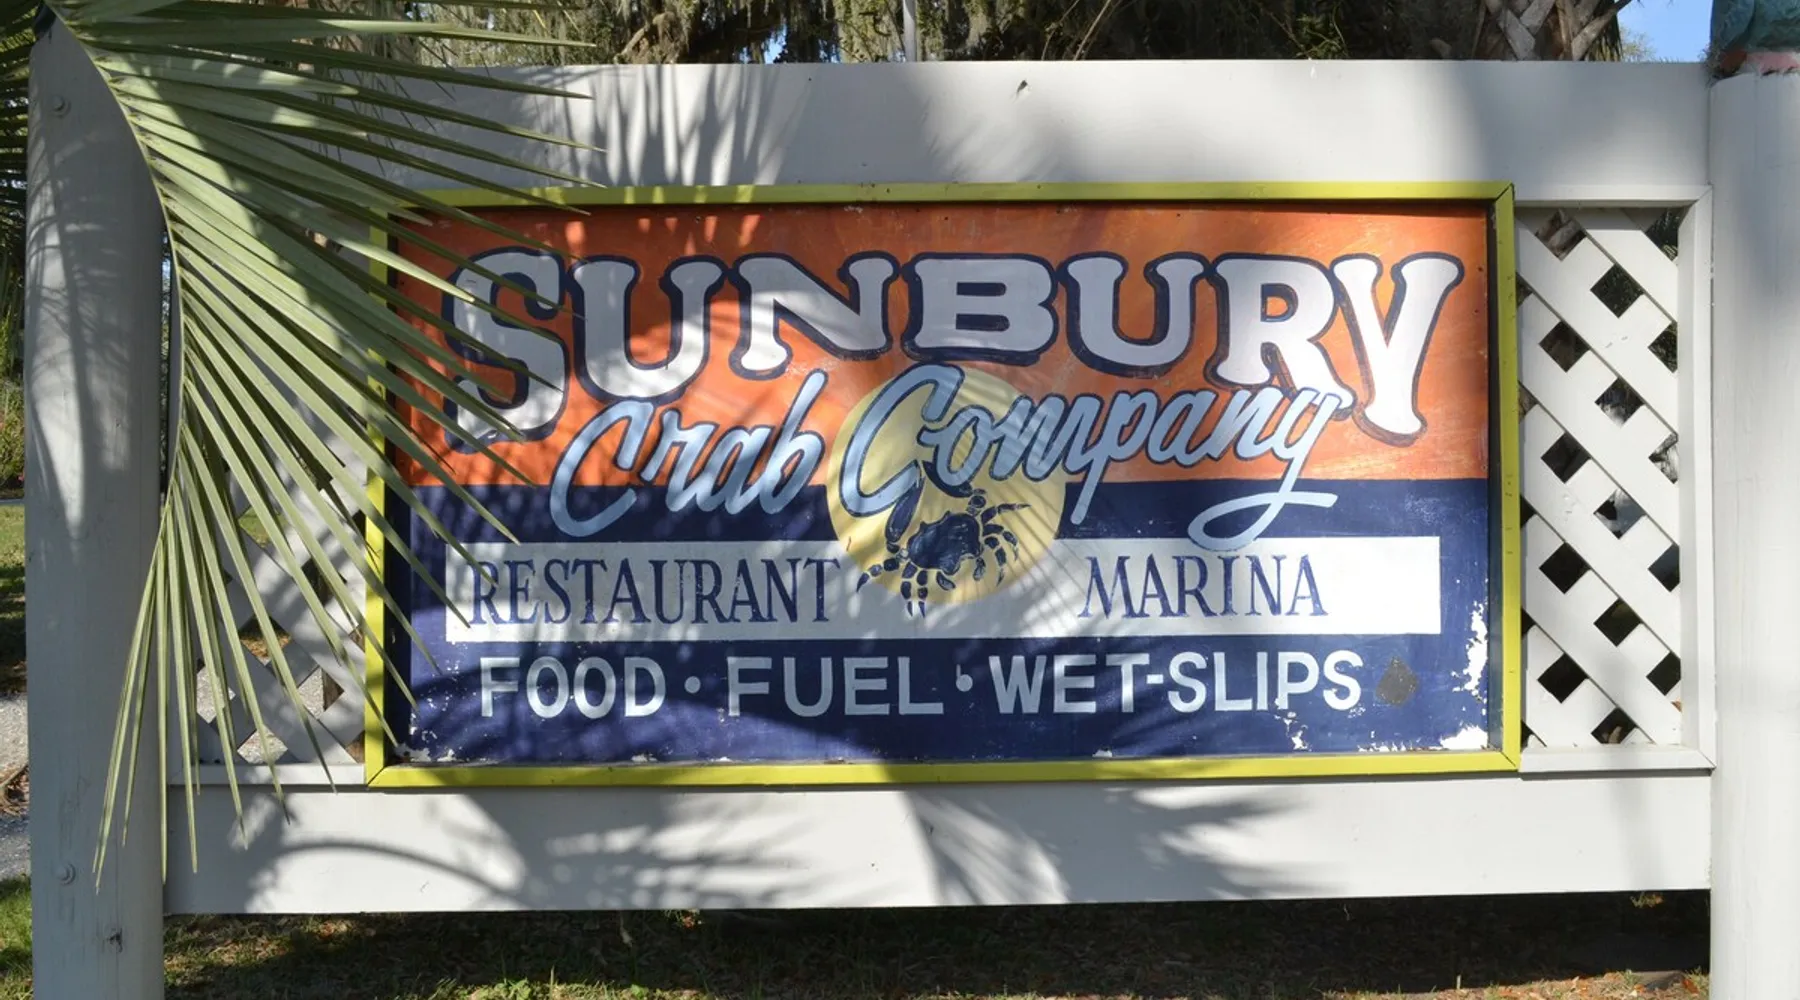 SUNBURY
Crab Company
RESTAURANT MARINA
FOOD · FUEL · WET-SLIPS